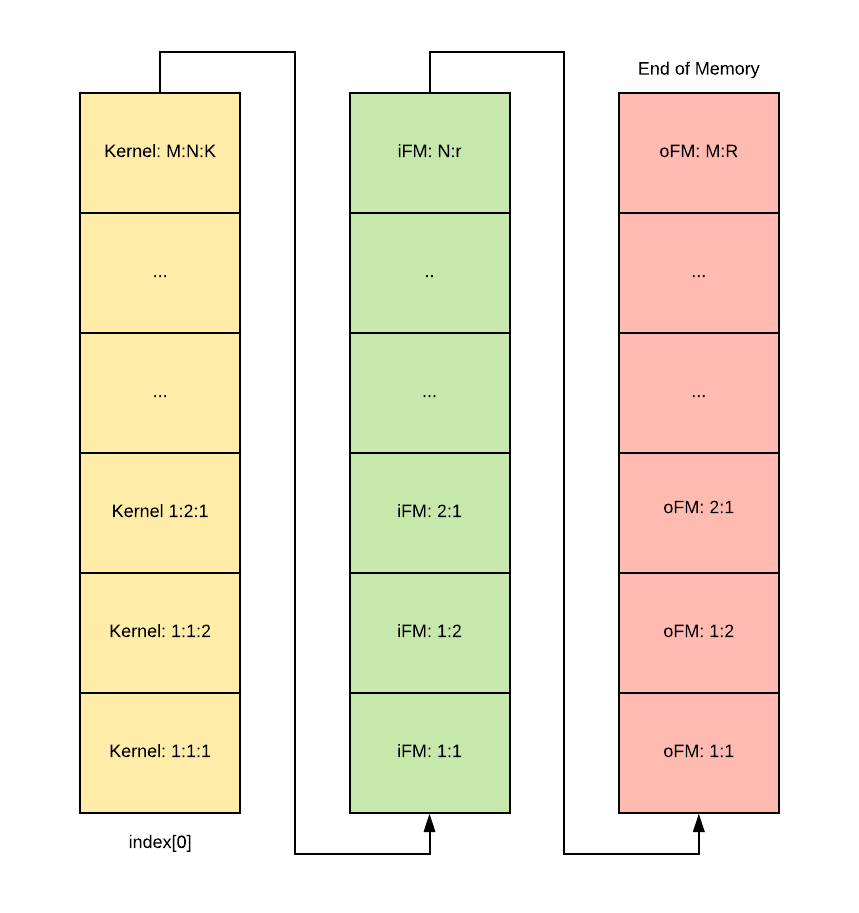 End of Memory
Kernel: M:N:K
...
...
Kernel 1:2:1
Kernel: 1:1:2
Kernel: 1:1:1
index[0]
iFM: N:r
..
...
iFM: 2:1
iFM: 1:2
iFM: 1:1
oFM: M:R
...
...
oFM: 2:1
oFM: 1:2
oFM: 1:1